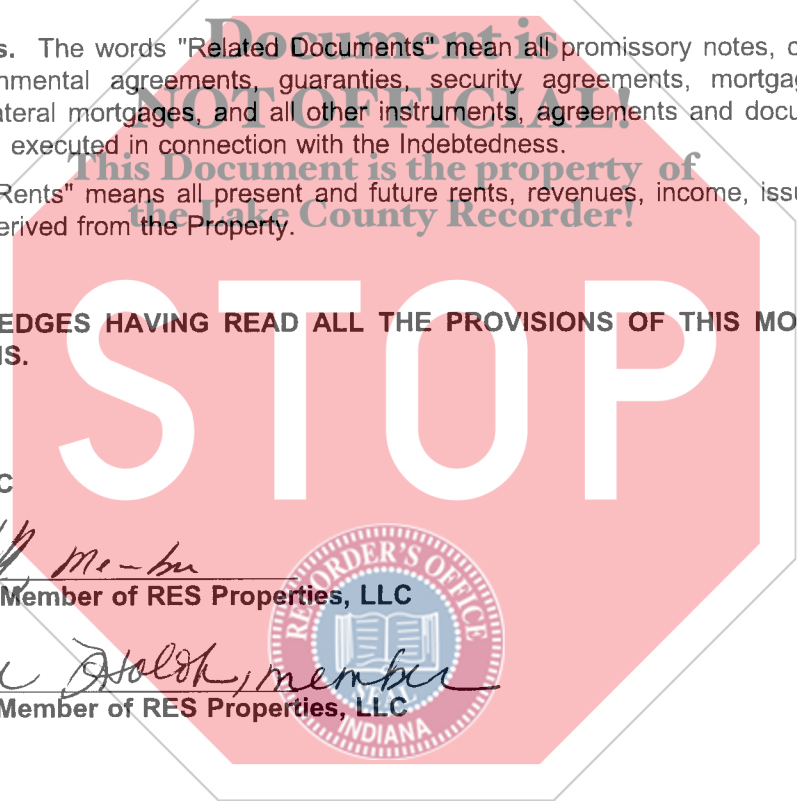 Document is
s. The words "Related Documents" mean all promissory notes, c
nmental agreements, guaranties, security agreements, mortgag
NOT OFFICIAL!
ateral mortgages, and all other instruments, agreements and docu
executed in connection with the Indebtedness.
This Document is the property of
Rents" means all present and future rents, revenues, income, issu
the Lake County Recorder!
erived from the Property.
EDGES HAVING READ ALL THE PROVISIONS OF THIS MO
NS.
STOP
C
Member
Member of RES Properties, LLC
RECORDER'S OFFICE
, member
SEAL
Member of RES Properties, LLC
INDIANA